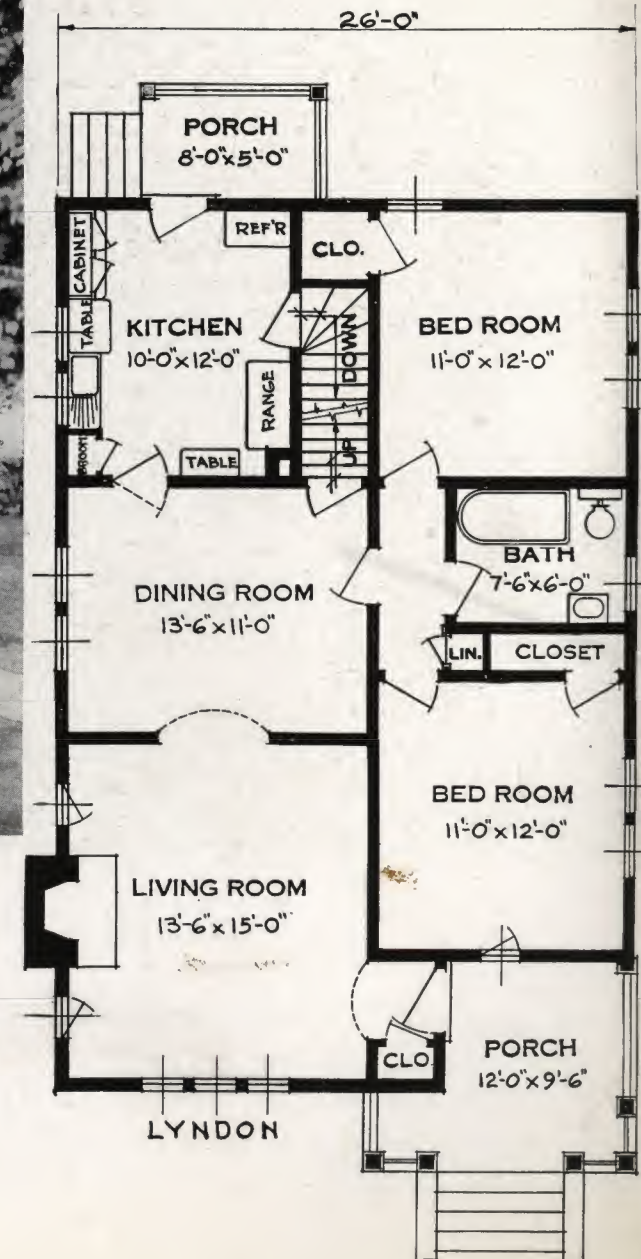 26'-0"
PORCH
8'-0"x5'-0"
CABINET
REF'R
CLO.
TABLE
KITCHEN
10'-0"x12'-0"
DOWN
BED ROOM
11'-0"x12'-0"
RANGE
UP
BROOM
TABLE
BATH
7'-6"x6'-0"
DINING ROOM
13'-6"x11'-0"
LIN.
CLOSET
BED ROOM
11'-0"x12'-0"
LIVING ROOM
13'-6"x15'-0"
CLO.
PORCH
12'-0"x9'-6"
LYNDON